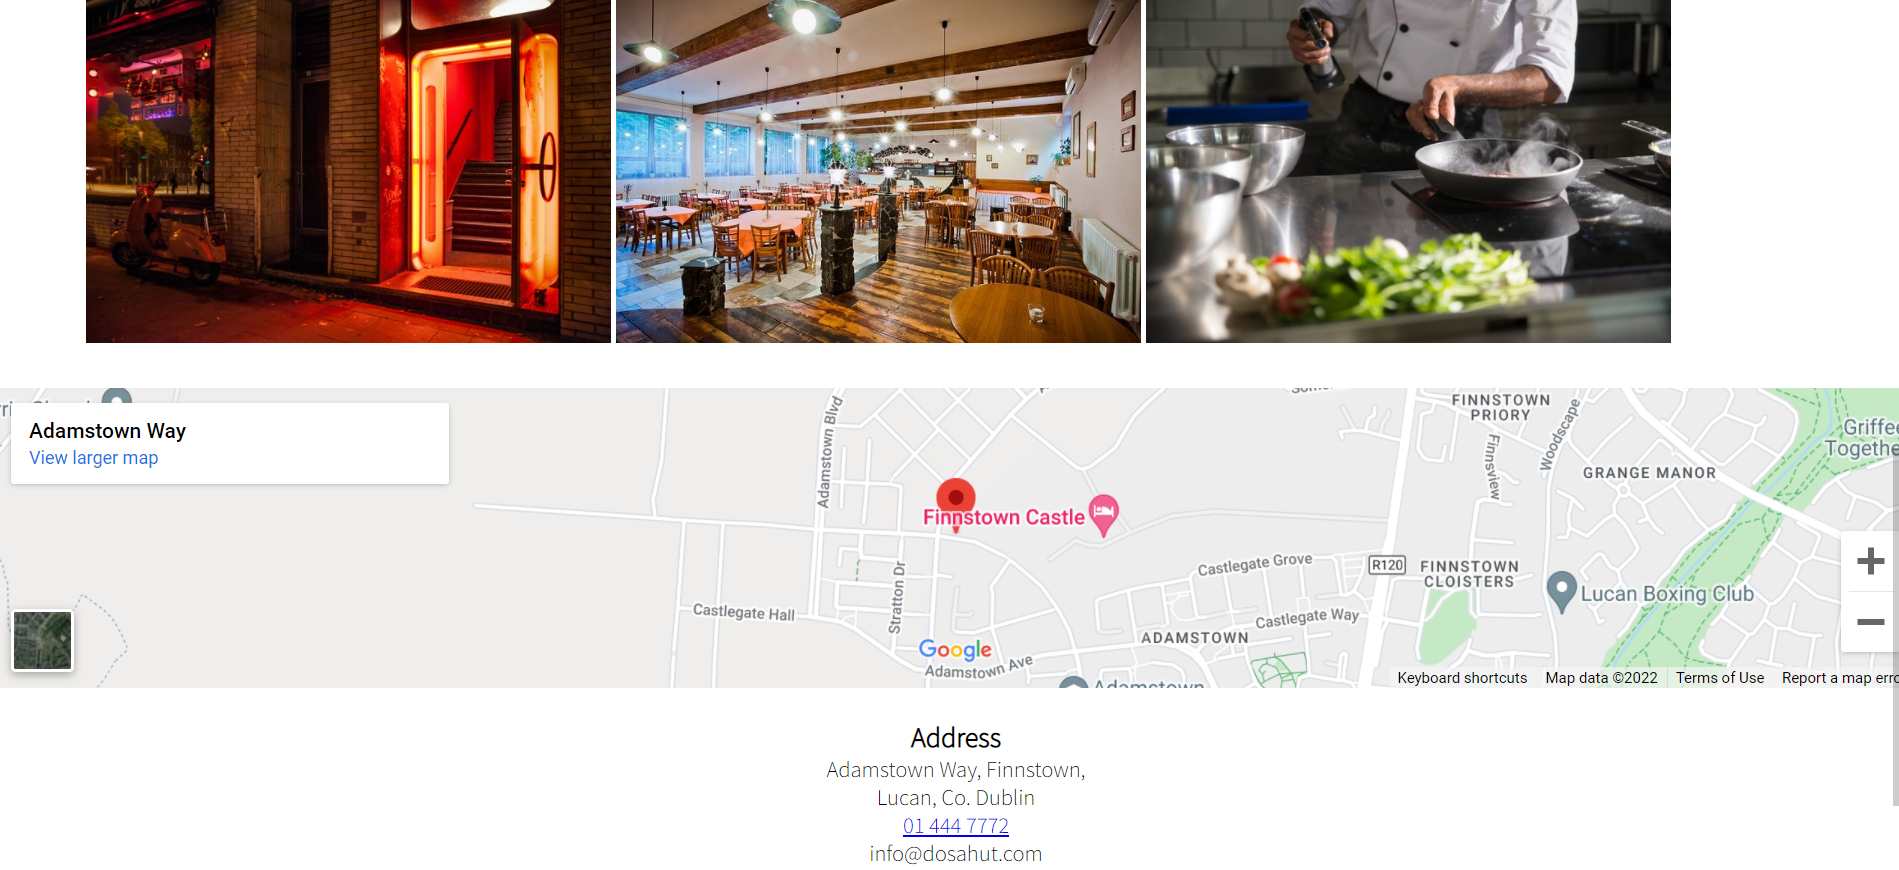 Adamstown Way
View larger map
Adamstown Blvd
FINNSTOWN
PRIORY
Woodscape
Finnsview
GRANGE MANOR
Finnstown Castle
R120
FINNSTOWN
CLOISTERS
Castlegate Grove
Lucan Boxing Club
Castlegate Hall
Stratton Dr
Castlegate Way
ADAMSTOWN
Google
Adamstown Ave
Adamstown
Keyboard shortcuts
Map data ©2022
Terms of Use
Report a map erro
Address
Adamstown Way, Finnstown,
Lucan, Co. Dublin
01 444 7772
info@dosahut.com